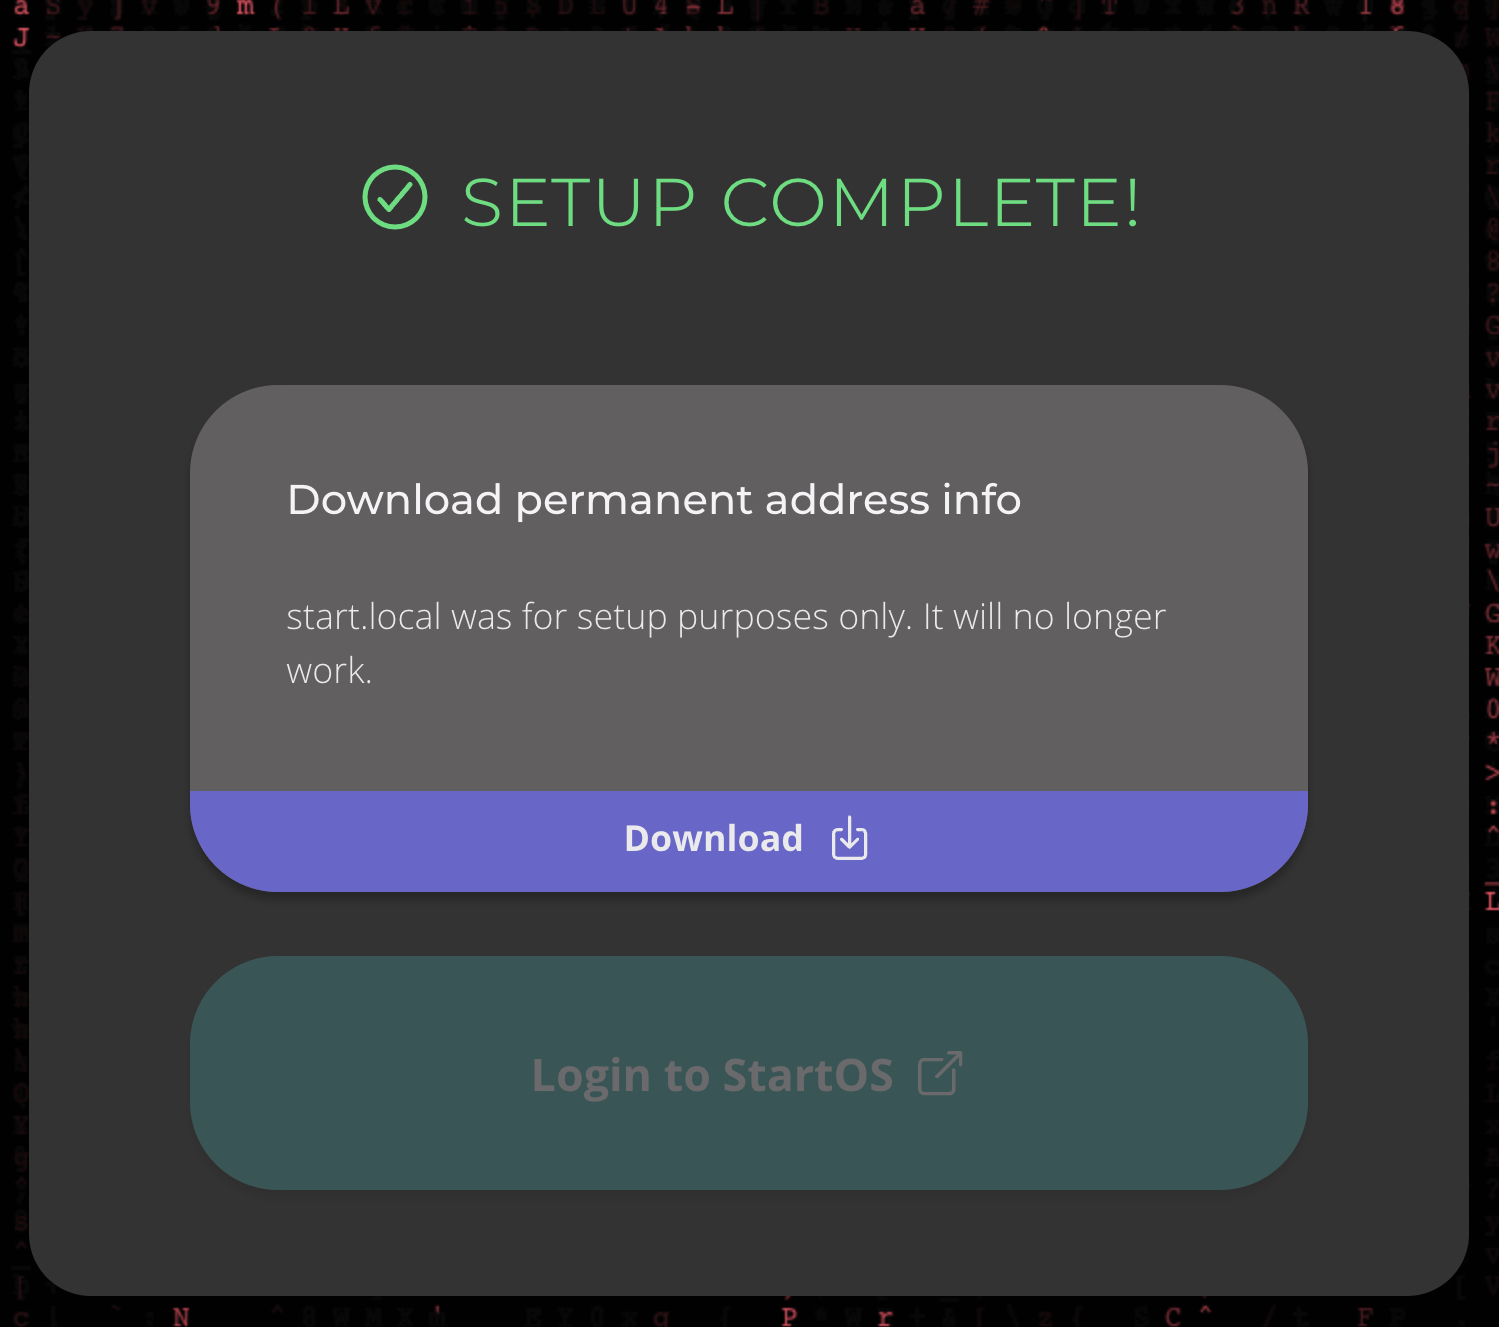 SETUP COMPLETE!
Download permanent address info
start.local was for setup purposes only. It will no longer
work.
Download
Login to StartOS